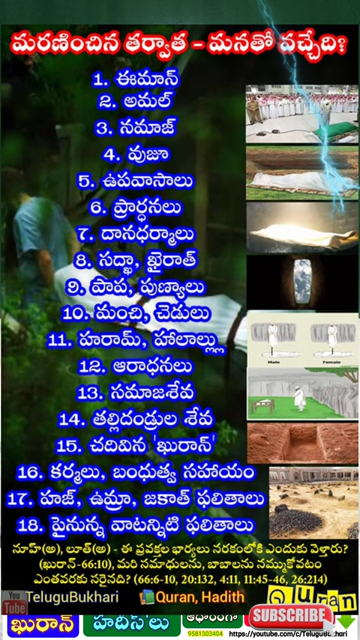 మరణించిన తర్వాత - మనతో వచ్చేది?
1. ఈమాన్
2. అమల్
3. నమాజ్
4. వుజూ
5. ఉపవాసాలు
6. ప్రార్ధనలు
7. దానధర్మాలు
8. సద్ఖా, ఖైరాత్
9. పాప, పుణ్యాలు
10. మంచి, చెడులు
11. హరామ్, హాలాల్లు
12. ఆరాధనలు
13. సమాజసేవ
14. తల్లిదండ్రుల సేవ
15. చదివిన 'ఖురాన్'
16. కర్మలు, బంధుత్వ సహాయం
17. హజ్, ఉమ్రా, జకాత్ ఫలితాలు
18. పైనున్న వాటన్నిటి ఫలితాలు
Male Female
నూహ్(అ), లూత్(అ) - ఈ ప్రవక్తల భార్యలు నరకంలోకి ఎందుకు వెళ్లారు?
(ఖురాన్-66:10), మరి సమాధులను, బాబాలను నమ్ముకోవటం
ఎంతవరకు సరైనది? (66:6-10, 20:132, 4:11, 11:45-46, 26:214)
You Tube TeluguBukhari Quran, Hadith Quran
ఖురాన్ హదీసులు ఆధారంగా SUBSCRIBE
9581303404 https://youtube.com/c/TeluguBukhari